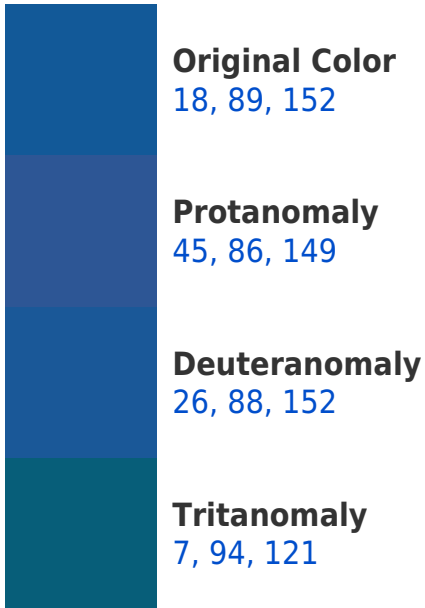 Original Color
18, 89, 152
Protanomaly
45, 86, 149
Deuteranomaly
26, 88, 152
Tritanomaly
7, 94, 121